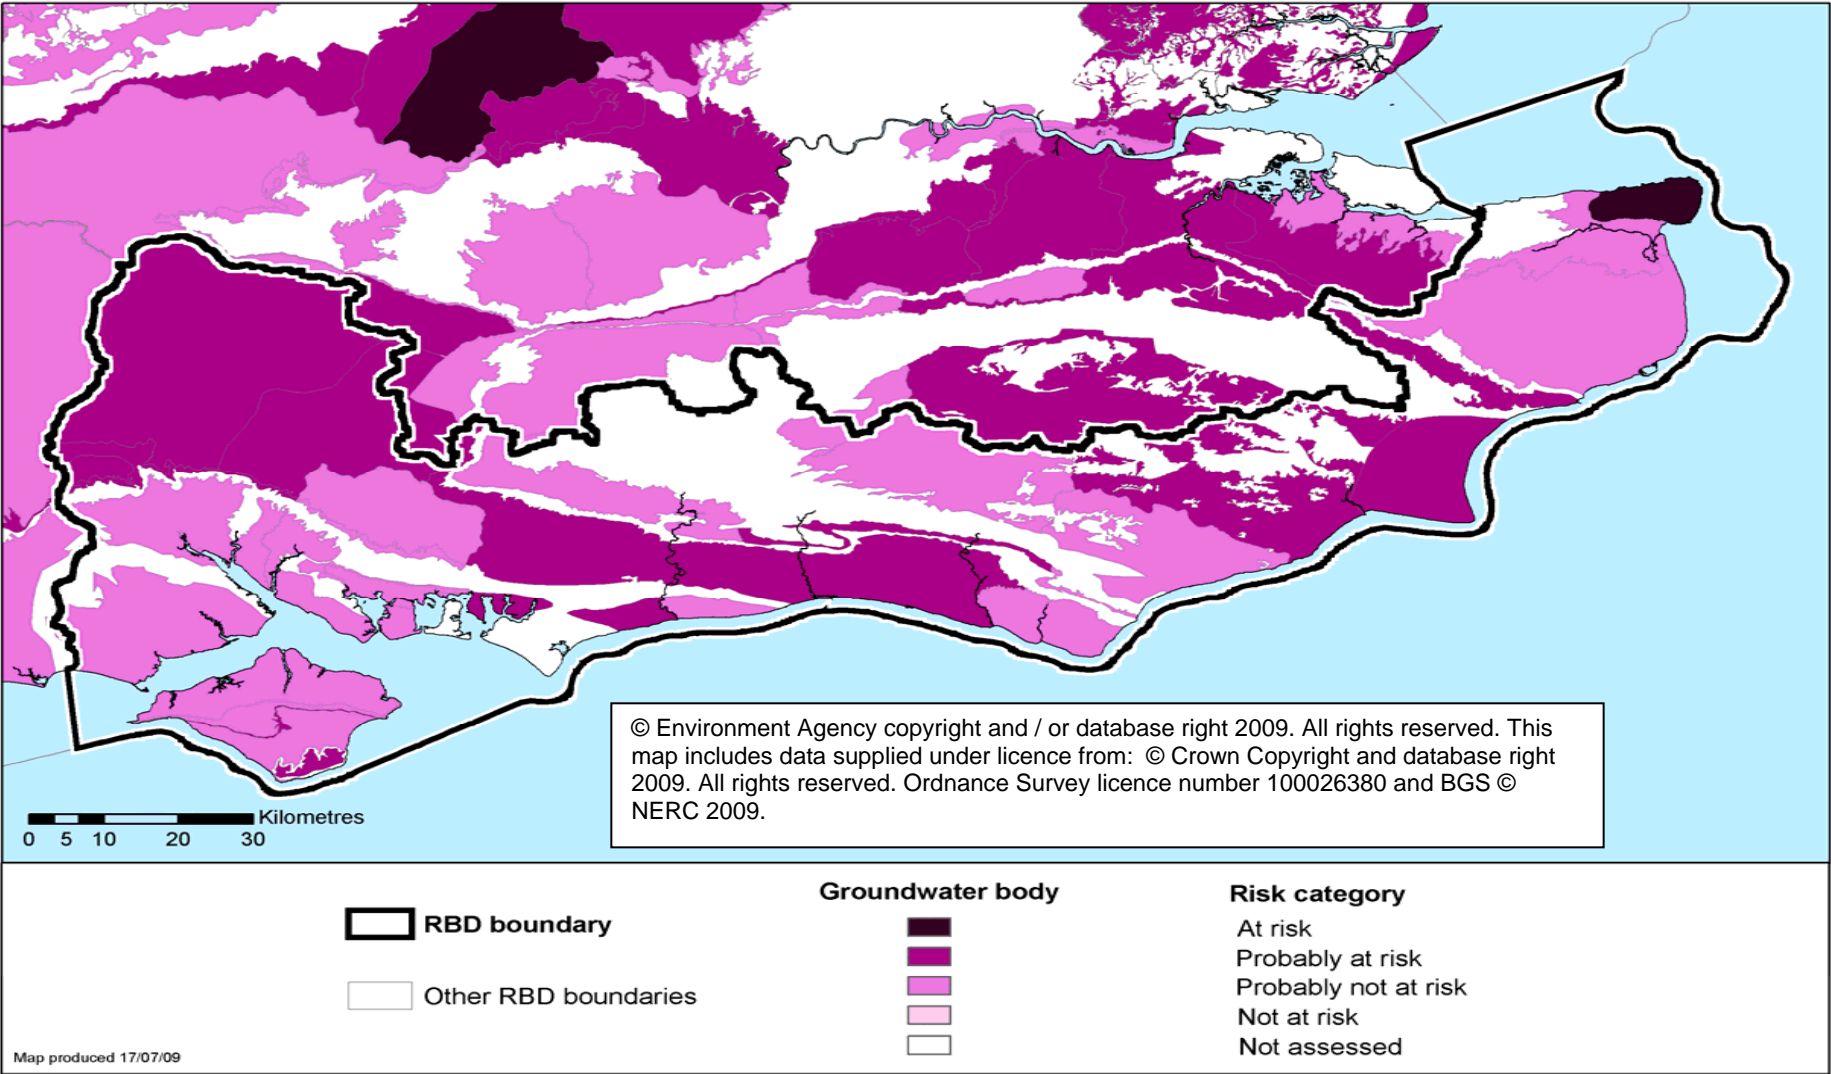 © Environment Agency copyright and / or database right 2009. All rights reserved. This
map includes data supplied under licence from:  © Crown Copyright and database right
2009. All rights reserved. Ordnance Survey licence number 100026380 and BGS ©
NERC 2009.
Kilometres
0 5 10 20 30
RBD boundary
Other RBD boundaries
Groundwater body
Risk category
At risk
Probably at risk
Probably not at risk
Not at risk
Not assessed
Map produced 17/07/09